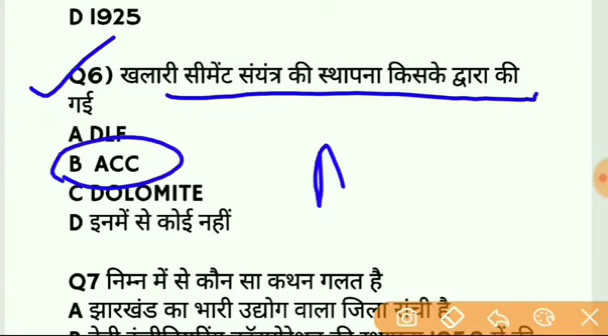 D 1925
Q6) खलारी सीमेंट संयंत्र की स्थापना किसके द्वारा की
गई
A DLF
B ACC
C DOLOMITE
D इनमें से कोई नहीं
Q7 निम्न में से कौन सा कथन गलत है
A झारखंड का भारी उद्योग वाला जिला रांची है